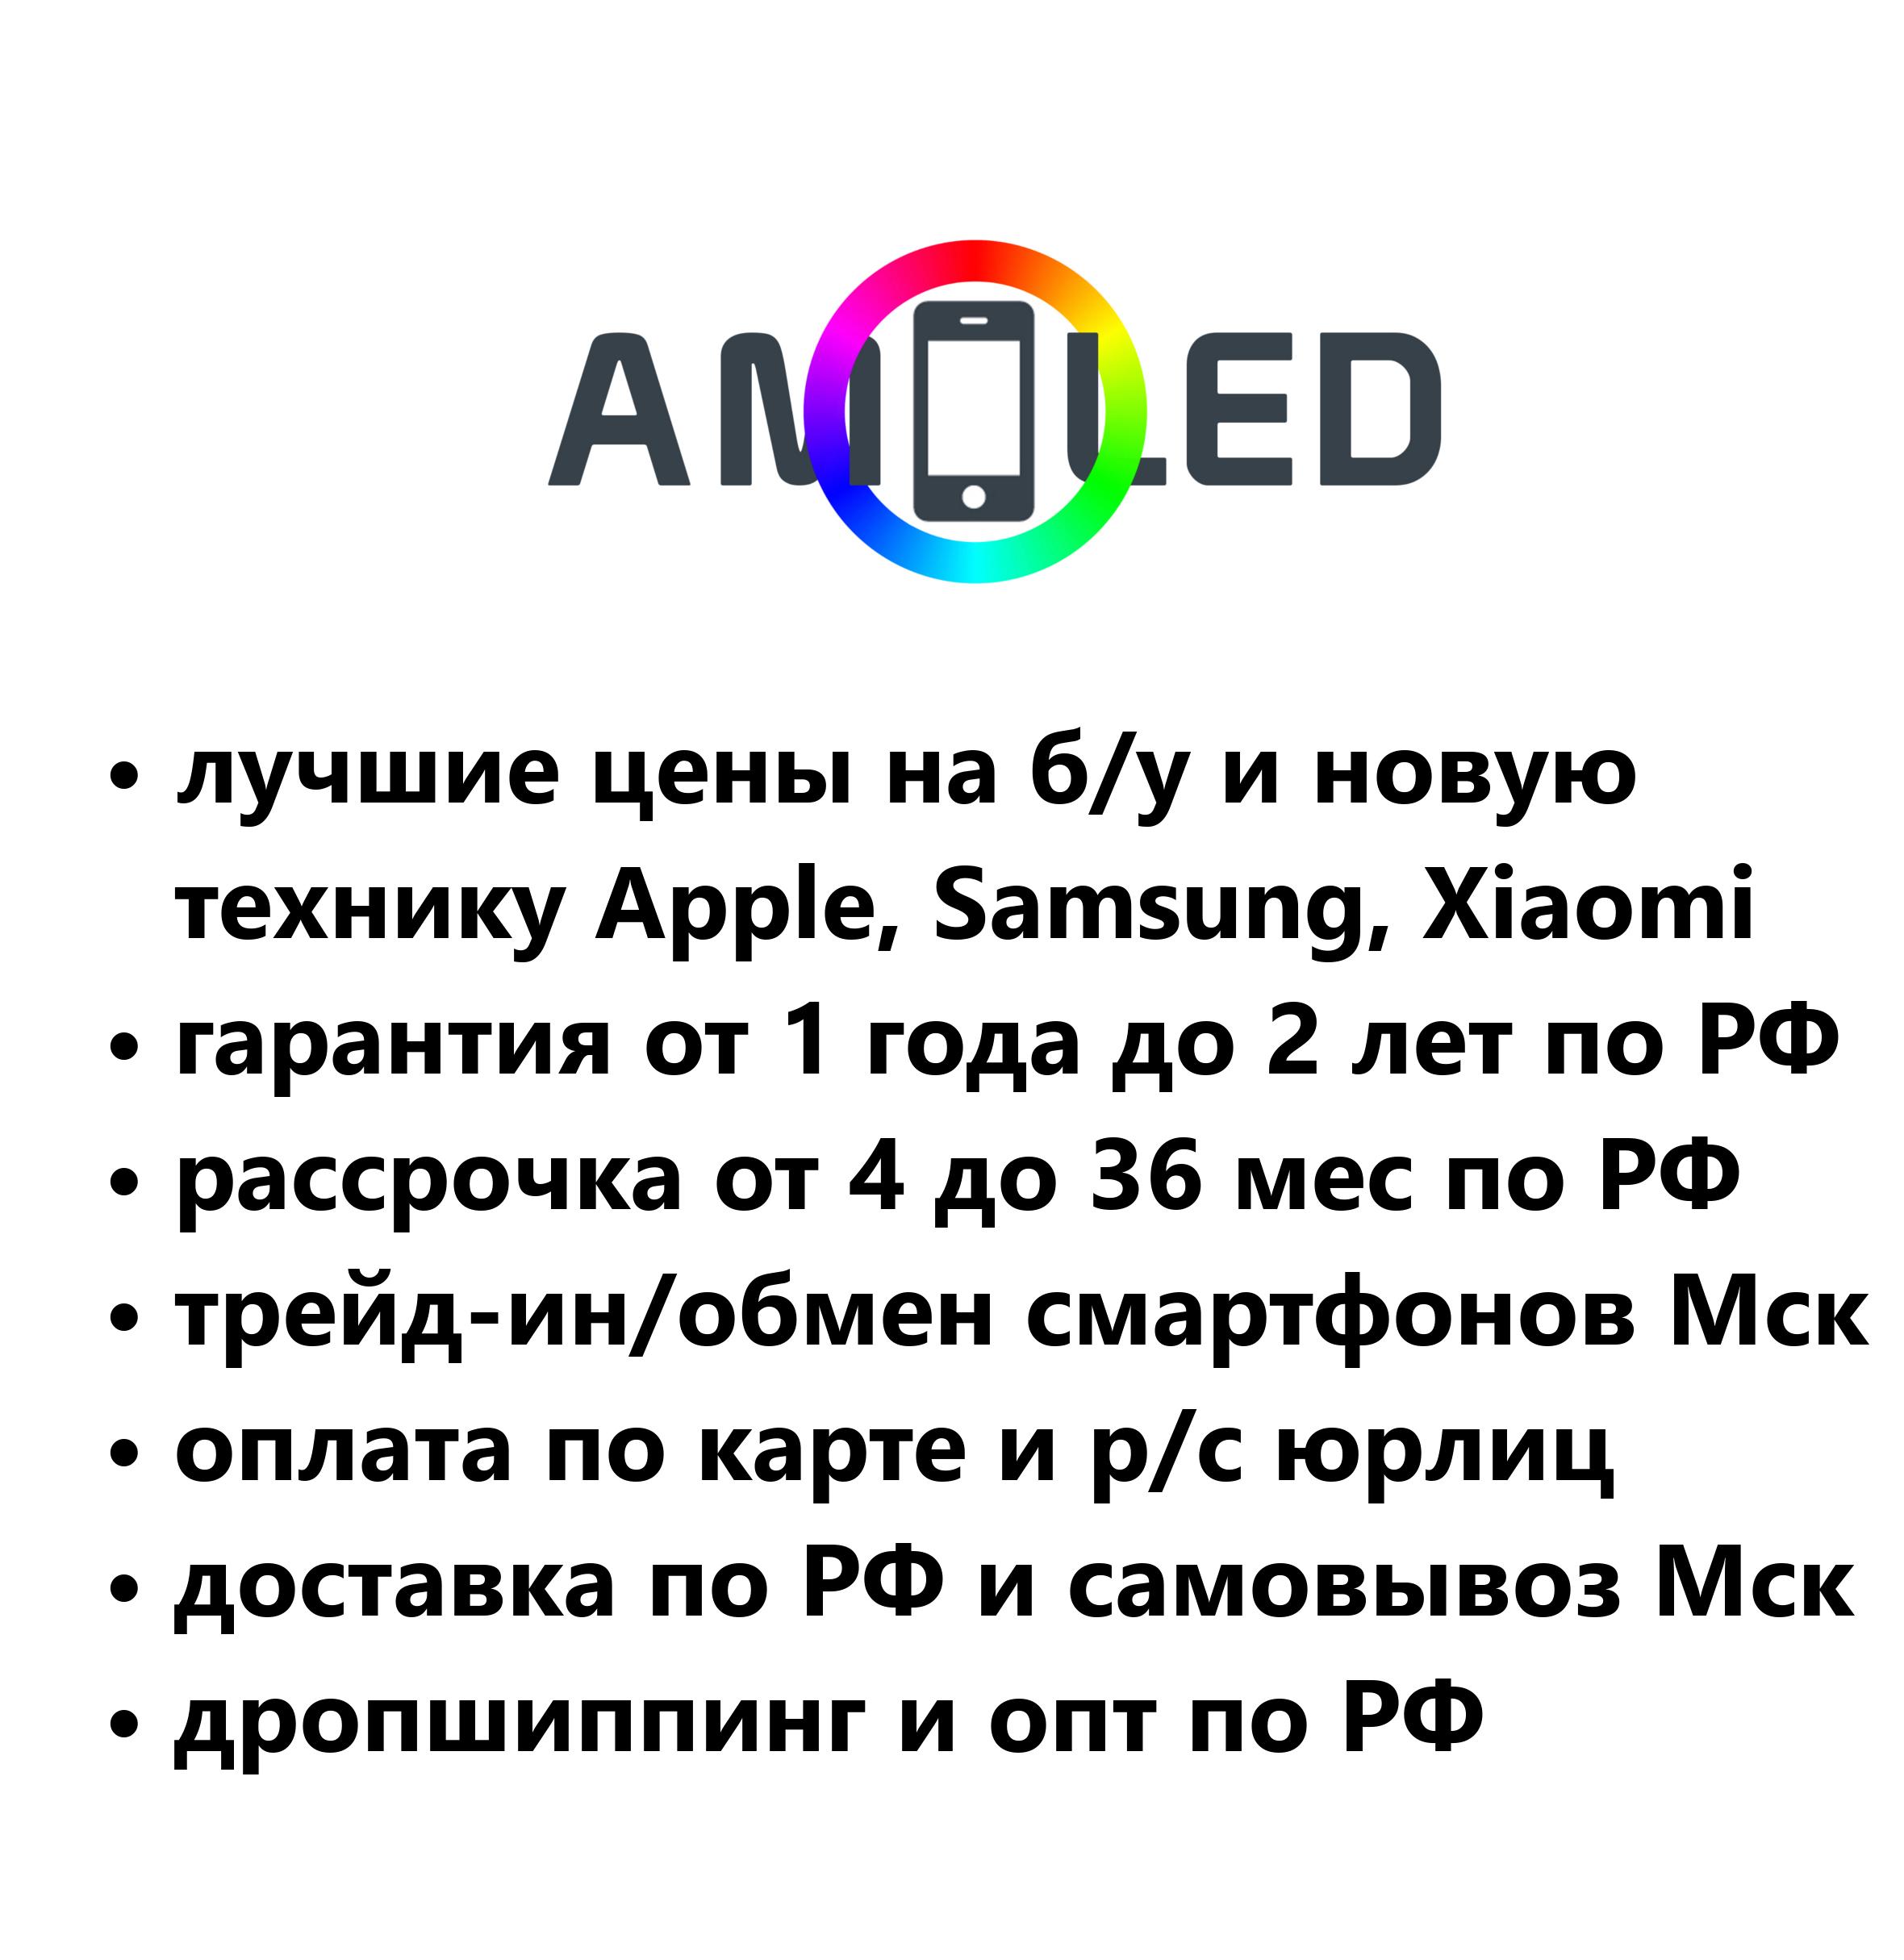 AMOLED
• лучшие цены на б/у и новую
технику Apple, Samsung, Xiaomi
• гарантия от 1 года до 2 лет по РФ
• рассрочка от 4 до 36 мес по РФ
• трейд-ин/обмен смартфонов Мск
• оплата по карте и р/с юрлиц
• доставка по РФ и самовывоз Мск
• дропшиппинг и опт по РФ